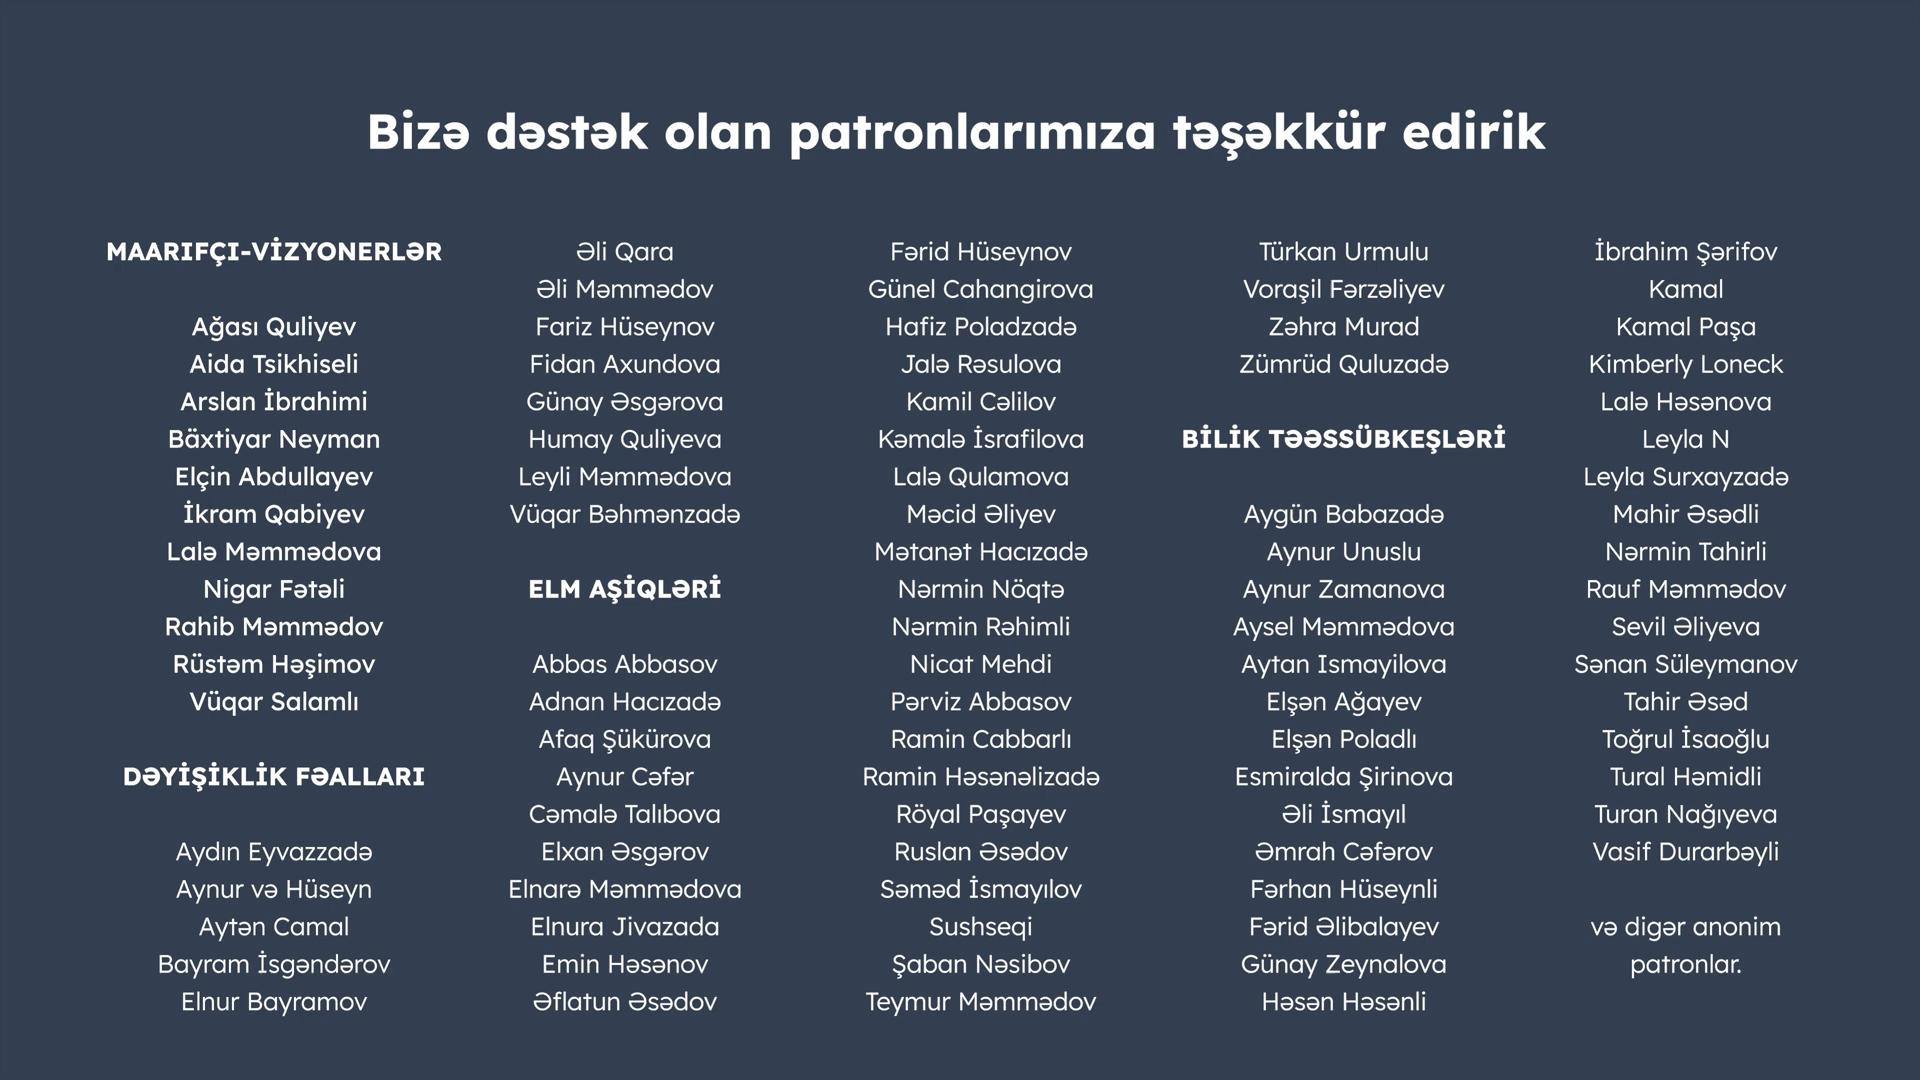 Bizə dəstək olan patronlarımıza təşəkkür edirik
MAARIFÇI-VİZYONERLƏR
Ağası Quliyev
Aida Tsikhiseli
Arslan İbrahimi
Bäxtiyar Neyman
Elçin Abdullayev
İkram Qabiyev
Lalə Məmmədova
Nigar Fətəli
Rahib Məmmədov
Rüstəm Həşimov
Vüqar Salamlı
DƏYİŞİKLİK FƏALLARI
Aydın Eyvazzadə
Aynur və Hüseyn
Aytən Camal
Bayram İsgəndərov
Elnur Bayramov
Əli Qara
Əli Məmmədov
Fariz Hüseynov
Fidan Axundova
Günay Əsgərova
Humay Quliyeva
Leyli Məmmədova
Vüqar Bəhmənzadə
ELM AŞİQLƏRİ
Abbas Abbasov
Adnan Hacızadə
Afaq Şükürova
Aynur Cəfər
Cəmalə Talıbova
Elxan Əsgərov
Elnarə Məmmədova
Elnura Jivazada
Emin Həsənov
Əflatun Əsədov
Fərid Hüseynov
Günel Cahangirova
Hafiz Poladzadə
Jalə Rəsulova
Kamil Cəlilov
Kəmalə İsrafilova
Lalə Qulamova
Məcid Əliyev
Mətanət Hacızadə
Nərmin Nöqtə
Nərmin Rəhimli
Nicat Mehdi
Pərviz Abbasov
Ramin Cabbarlı
Ramin Həsənəlizadə
Röyal Paşayev
Ruslan Əsədov
Səməd İsmayılov
Sushseqi
Şaban Nəsibov
Teymur Məmmədov
Türkan Urmulu
Voraşil Fərzəliyev
Zəhra Murad
Zümrüd Quluzadə
BİLİK TƏƏSSÜBKEŞLƏRİ
Aygün Babazadə
Aynur Unuslu
Aynur Zamanova
Aysel Məmmədova
Aytan Ismayilova
Elşən Ağayev
Elşən Poladlı
Esmiralda Şirinova
Əli İsmayıl
Əmrah Cəfərov
Fərhan Hüseynli
Fərid Əlibalayev
Günay Zeynalova
Həsən Həsənli
İbrahim Şərifov
Kamal
Kamal Paşa
Kimberly Loneck
Lalə Həsənova
Leyla N
Leyla Surxayzadə
Mahir Əsədli
Nərmin Tahirli
Rauf Məmmədov
Sevil Əliyeva
Sənan Süleymanov
Tahir Əsəd
Toğrul İsaoğlu
Tural Həmidli
Turan Nağıyeva
Vasif Durarbəyli
və digər anonim
patronlar.